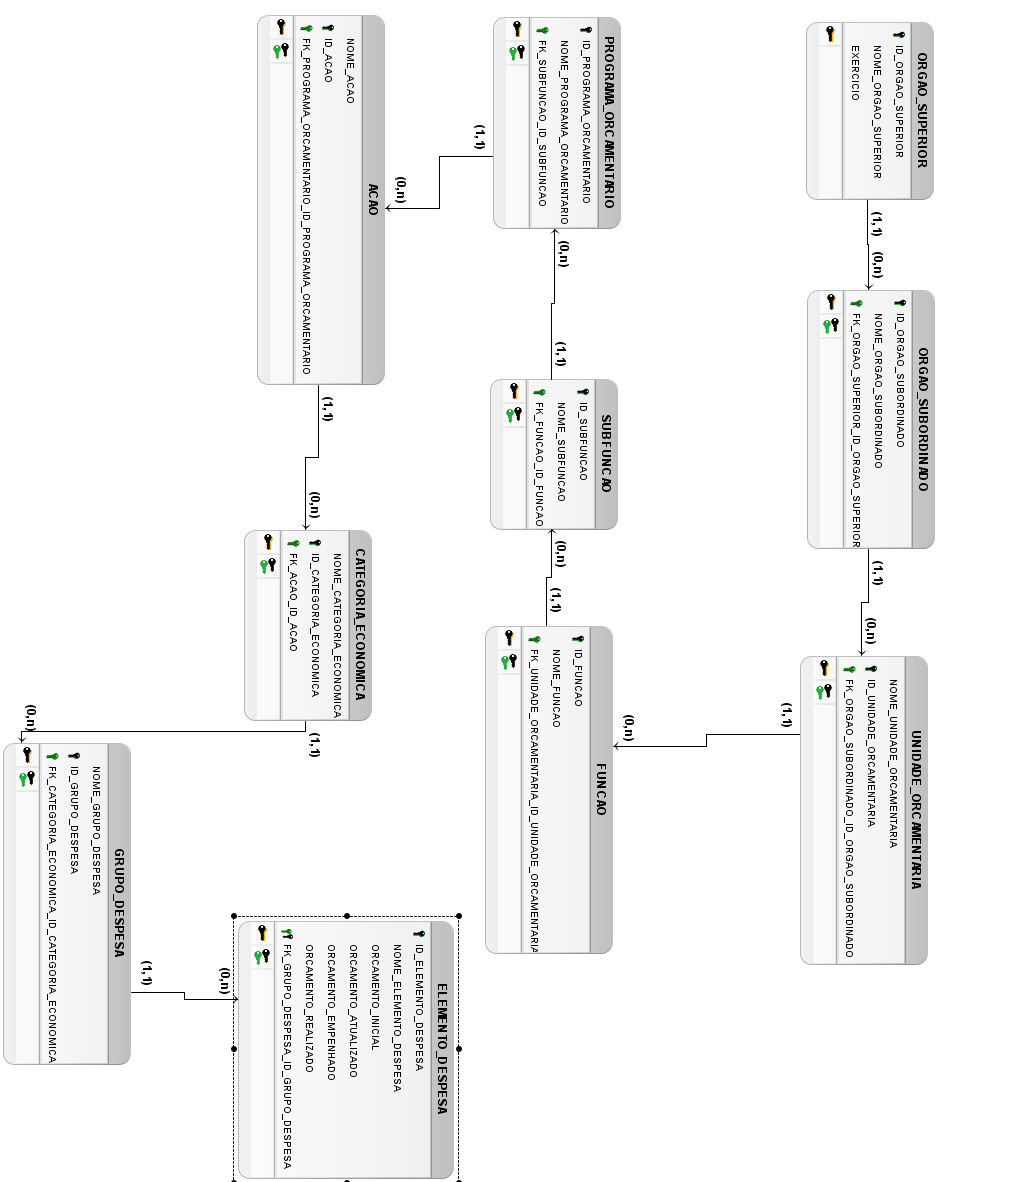 ORGAO_SUPERIOR
ID_ORGAO_SUPERIOR
NOME_ORGAO_SUPERIOR
EXERCICIO
(1,1)
(0,n)
ORGAO_SUBORDINADO
ID_ORGAO_SUBORDINADO
NOME_ORGAO_SUBORDINADO
FK_ORGAO_SUPERIOR_ID_ORGAO_SUPERIOR
(1,1)
(0,n)
UNIDADE_ORCAMENTARIA
NOME_UNIDADE_ORCAMENTARIA
ID_UNIDADE_ORCAMENTARIA
FK_ORGAO_SUBORDINADO_ID_ORGAO_SUBORDINADO
(1,1)
(0,n)
PROGRAMA_ORCAMENTARIO
ID_PROGRAMA_ORCAMENTARIO
NOME_PROGRAMA_ORCAMENTARIO
FK_SUBFUNCAO_ID_SUBFUNCAO
(0,n)
(1,1)
SUBFUNCAO
ID_SUBFUNCAO
NOME_SUBFUNCAO
FK_FUNCAO_ID_FUNCAO
(0,n)
(1,1)
FUNCAO
ID_FUNCAO
NOME_FUNCAO
FK_UNIDADE_ORCAMENTARIA_ID_UNIDADE_ORCAMENTARIA
(1,1)
(0,n)
ACAO
NOME_ACAO
ID_ACAO
FK_PROGRAMA_ORCAMENTARIO_ID_PROGRAMA_ORCAMENTARIO
(1,1)
(0,n)
CATEGORIA_ECONOMICA
NOME_CATEGORIA_ECONOMICA
ID_CATEGORIA_ECONOMICA
FK_ACAO_ID_ACAO
(1,1)
(0,n)
GRUPO_DESPESA
NOME_GRUPO_DESPESA
ID_GRUPO_DESPESA
FK_CATEGORIA_ECONOMICA_ID_CATEGORIA_ECONOMICA
(1,1)
(0,n)
ELEMENTO_DESPESA
ID_ELEMENTO_DESPESA
NOME_ELEMENTO_DESPESA
ORCAMENTO_INICIAL
ORCAMENTO_ATUALIZADO
ORCAMENTO_EMPENHADO
ORCAMENTO_REALIZADO
FK_GRUPO_DESPESA_ID_GRUPO_DESPESA